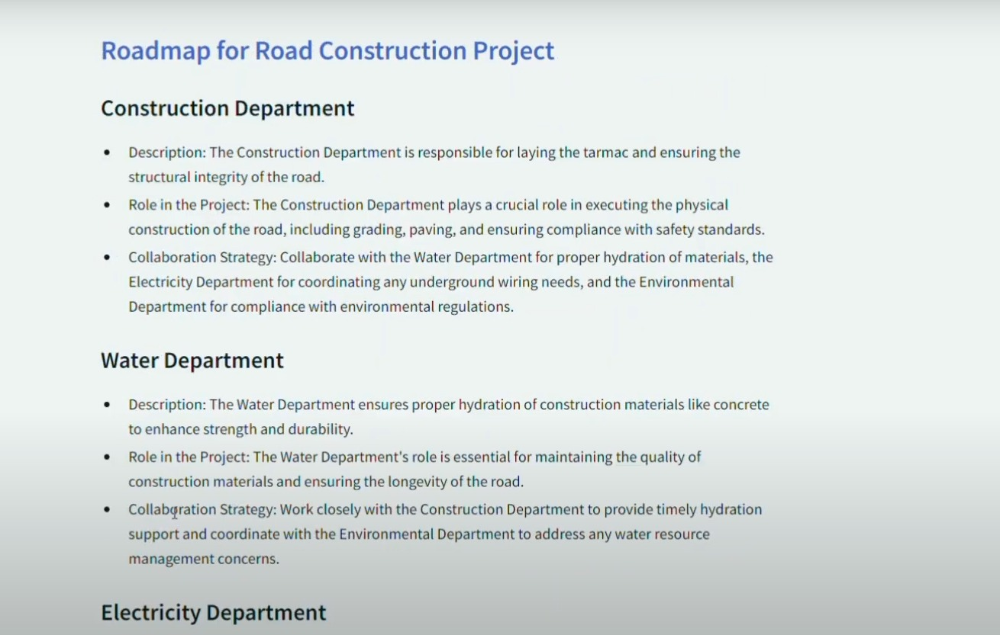 Roadmap for Road Construction Project
Construction Department
• Description: The Construction Department is responsible for laying the tarmac and ensuring the
structural integrity of the road.
• Role in the Project: The Construction Department plays a crucial role in executing the physical
construction of the road, including grading, paving, and ensuring compliance with safety standards.
• Collaboration Strategy: Collaborate with the Water Department for proper hydration of materials, the
Electricity Department for coordinating any underground wiring needs, and the Environmental
Department for compliance with environmental regulations.
Water Department
• Description: The Water Department ensures proper hydration of construction materials like concrete
to enhance strength and durability.
• Role in the Project: The Water Department's role is essential for maintaining the quality of
construction materials and ensuring the longevity of the road.
• Collaboration Strategy: Work closely with the Construction Department to provide timely hydration
support and coordinate with the Environmental Department to address any water resource
management concerns.
Electricity Department